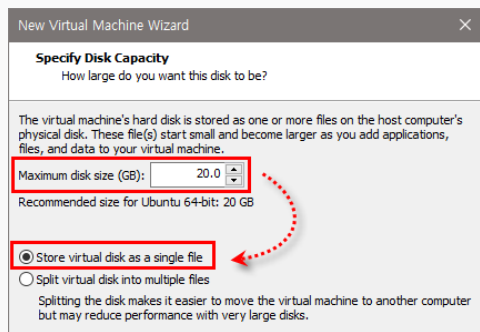 New Virtual Machine Wizard
Specify Disk Capacity
How large do you want this disk to be?
The virtual machine's hard disk is stored as one or more files on the host computer's
physical disk. These file(s) start small and become larger as you add applications,
files, and data to your virtual machine.
Maximum disk size (GB): 20.0
Recommended size for Ubuntu 64-bit: 20 GB
Store virtual disk as a single file
Split virtual disk into multiple files
Splitting the disk makes it easier to move the virtual machine to another computer
but may reduce performance with very large disks.